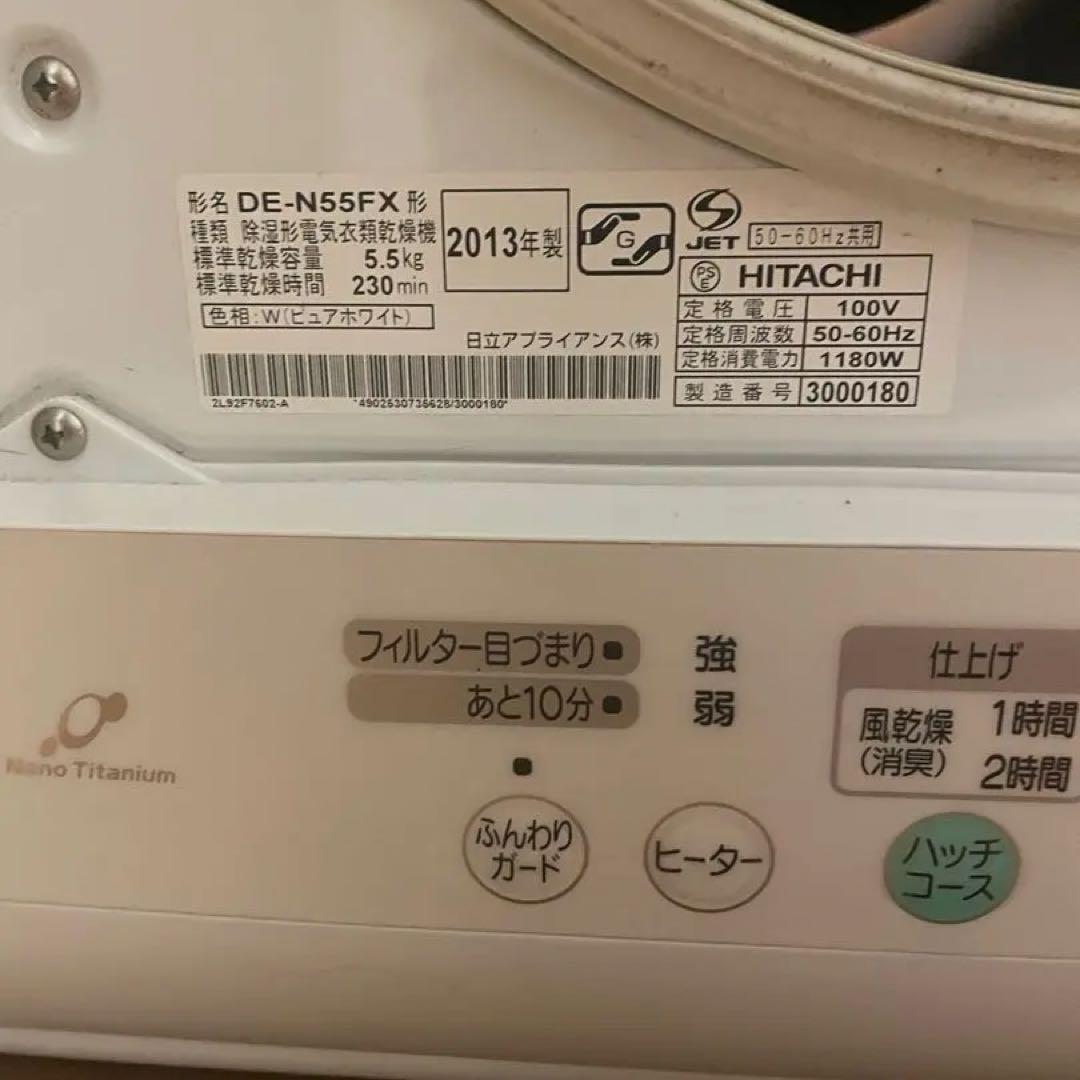 形名 DE-N55FX 形
種類 除湿形電気衣類乾燥機
標準乾燥容量 5.5kg
標準乾燥時間 230min
色相:W(ピュアホワイト)
2013年製
G
JET 50-60Hz共用
PSE HITACHI
定格電圧 100V
定格周波数 50-60Hz
定格消費電力 1180W
製造番号 3000180
日立アプライアンス(株)
2L92F7602-A
*4902530735628/3000180*
フィルター目づまり
あと10分
強
弱
仕上げ
風乾燥
(消臭)
1時間
2時間
Nano Titanium
ふんわり
ガード
ヒーター
ハッチ
コース